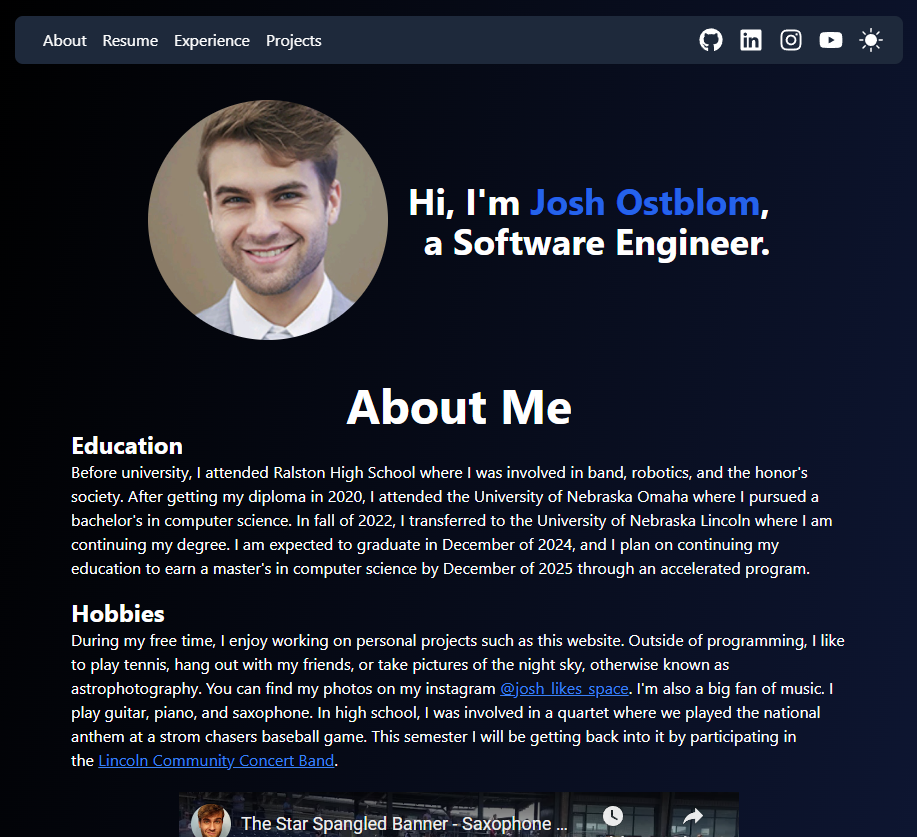 About Resume Experience Projects
Hi, I'm Josh Ostblom,
a Software Engineer.
About Me
Education
Before university, I attended Ralston High School where I was involved in band, robotics, and the honor's
society. After getting my diploma in 2020, I attended the University of Nebraska Omaha where I pursued a
bachelor's in computer science. In fall of 2022, I transferred to the University of Nebraska Lincoln where I am
continuing my degree. I am expected to graduate in December of 2024, and I plan on continuing my
education to earn a master's in computer science by December of 2025 through an accelerated program.
Hobbies
During my free time, I enjoy working on personal projects such as this website. Outside of programming, I like
to play tennis, hang out with my friends, or take pictures of the night sky, otherwise known as
astrophotography. You can find my photos on my instagram @josh_likes_space. I'm also a big fan of music. I
play guitar, piano, and saxophone. In high school, I was involved in a quartet where we played the national
anthem at a strom chasers baseball game. This semester I will be getting back into it by participating in
the Lincoln Community Concert Band.
The Star Spangled Banner - Saxophone ...